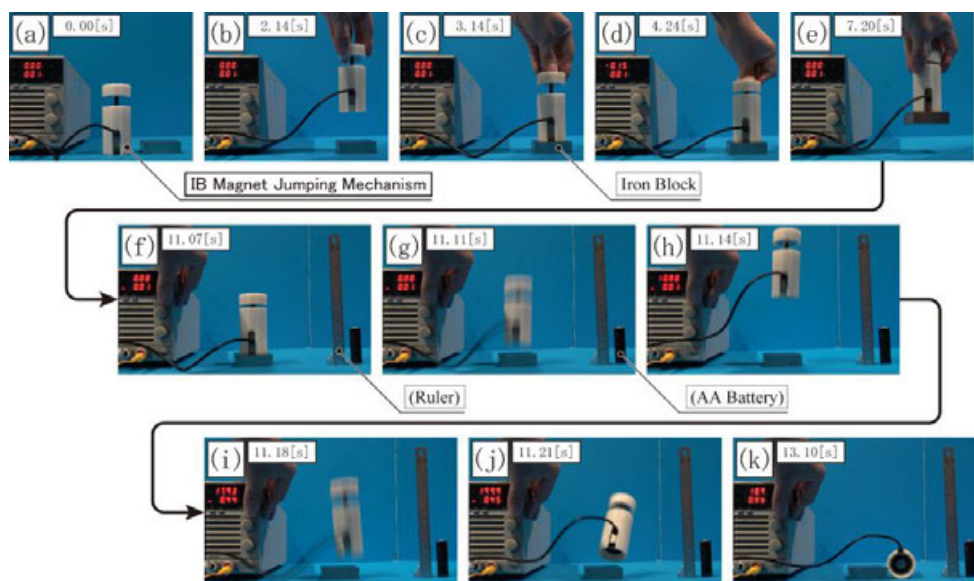 (a) 0.00[s]
(b) 2.14[s]
(c) 3.14[s]
(d) 4.24[s]
(e) 7.20[s]
IB Magnet Jumping Mechanism
Iron Block
(f) 11.07[s]
(g) 11.11[s]
(h) 11.14[s]
(Ruler)
(AA Battery)
(i) 11.18[s]
(j) 11.21[s]
(k) 13.10[s]